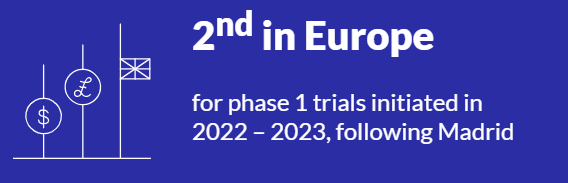 2nd in Europe
for phase 1 trials initiated in
2022 – 2023, following Madrid
$
£